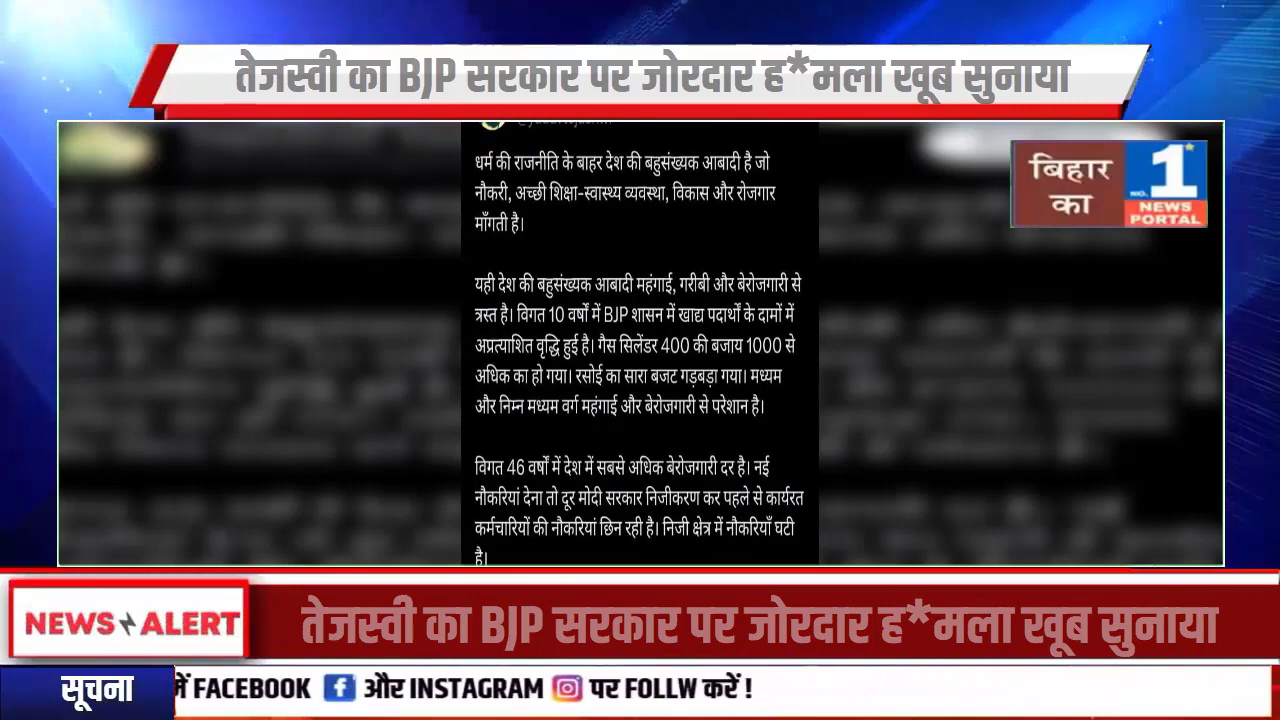 तेजस्वी का BJP सरकार पर जोरदार ह*मला खूब सुनाया
बिहार
का
NO. 1
NEWS
PORTAL
धर्म की राजनीति के बाहर देश की बहुसंख्यक आबादी है जो
नौकरी, अच्छी शिक्षा-स्वास्थ्य व्यवस्था, विकास और रोजगार
माँगती है।
यही देश की बहुसंख्यक आबादी महंगाई, गरीबी और बेरोजगारी से
त्रस्त है। विगत 10 वर्षों में BJP शासन में खाद्य पदार्थों के दामों में
अप्रत्याशित वृद्धि हुई है। गैस सिलेंडर 400 की बजाय 1000 से
अधिक का हो गया। रसोई का सारा बजट गड़बड़ा गया। मध्यम
और निम्न मध्यम वर्ग महंगाई और बेरोजगारी से परेशान है।
विगत 46 वर्षों में देश में सबसे अधिक बेरोजगारी दर है। नई
नौकरियां देना तो दूर मोदी सरकार निजीकरण कर पहले से कार्यरत
कर्मचारियों की नौकरियां छिन रही है। निजी क्षेत्र में नौकरियाँ घटी
है।
NEWS ALERT
तेजस्वी का BJP सरकार पर जोरदार ह*मला खूब सुनाया
सूचना
में FACEBOOK और INSTAGRAM पर FOLLW करें !